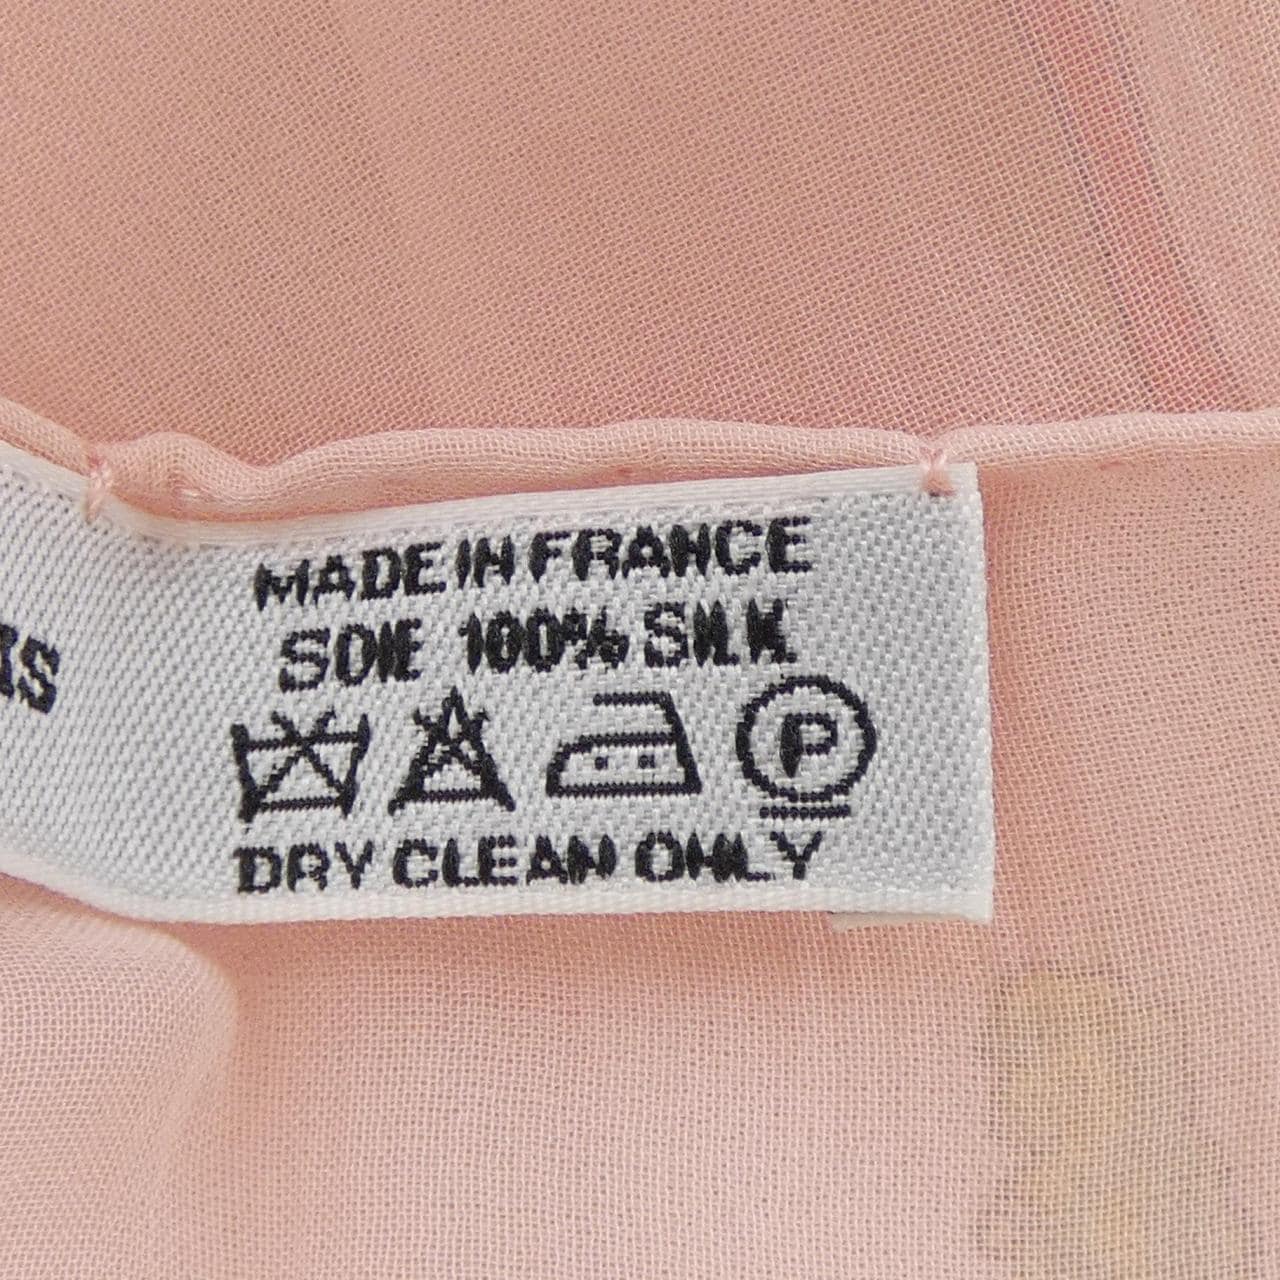 MADE IN FRANCE
SOIE 100% SILK
P
DRY CLEAN ONLY